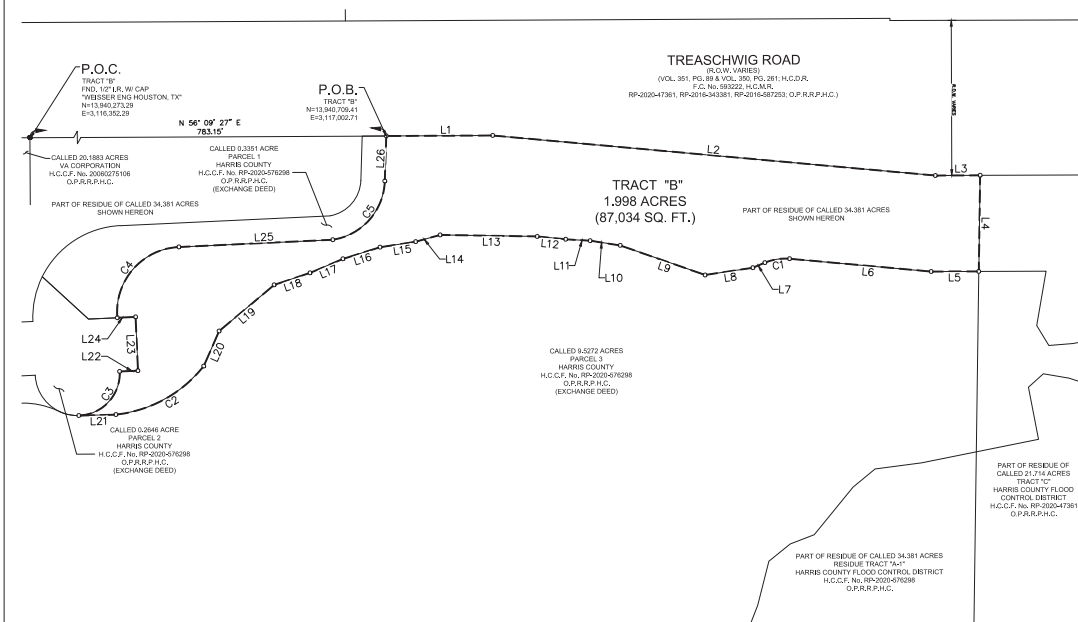 P.O.C.
TRACT "B"
FND. 1/2" I.R. W/ CAP
"WEISSER ENG HOUSTON, TX"
N=13,940,273.29
E=3,116,352.29
N 56° 09' 27" E
783.15'
P.O.B.
TRACT "B"
N=13,940,709.41
E=3,117,002.71
TREASCHWIG ROAD
(R.O.W. VARIES)
(VOL. 351, PG. 89 & VOL. 350, PG. 261; H.C.D.R.
F.C. No. 593222, H.C.M.R.
RP-2020-47361, RP-2016-343381, RP-2016-587253; O.P.R.R.P.H.C.)
R.O.W. VARIES
CALLED 20.1883 ACRES
VA CORPORATION
H.C.C.F. No. 20060275106
O.P.R.R.P.H.C.
CALLED 0.3351 ACRE
PARCEL 1
HARRIS COUNTY
H.C.C.F. No. RP-2020-576298
O.P.R.R.P.H.C.
(EXCHANGE DEED)
PART OF RESIDUE OF CALLED 34.381 ACRES
SHOWN HEREON
TRACT "B"
1.998 ACRES
(87,034 SQ. FT.)
PART OF RESIDUE OF CALLED 34.381 ACRES
SHOWN HEREON
L1
L2
L3
L4
L5
L6
C1
L7
L8
L9
L10
L11
L12
L13
L14
L15
L16
L17
L18
L19
L20
C2
L21
C3
L22
L23
L24
C4
L25
C5
L26
CALLED 9.5272 ACRES
PARCEL 3
HARRIS COUNTY
H.C.C.F. No. RP-2020-576298
O.P.R.R.P.H.C.
(EXCHANGE DEED)
CALLED 0.2646 ACRE
PARCEL 2
HARRIS COUNTY
H.C.C.F. No. RP-2020-576298
O.P.R.R.P.H.C.
(EXCHANGE DEED)
PART OF RESIDUE OF
CALLED 21.714 ACRES
TRACT "C"
HARRIS COUNTY FLOOD
CONTROL DISTRICT
H.C.C.F. No. RP-2020-47361
O.P.R.R.P.H.C.
PART OF RESIDUE OF CALLED 34.381 ACRES
RESIDUE TRACT "A-1"
HARRIS COUNTY FLOOD CONTROL DISTRICT
H.C.C.F. No. RP-2020-576298
O.P.R.R.P.H.C.